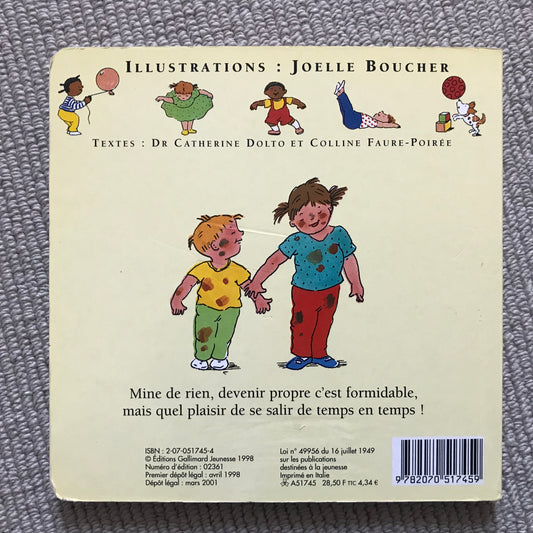 ILLUSTRATIONS : JOELLE BOUCHER
TEXTES : DR CATHERINE DOLTO ET COLLINE FAURE-POIRÉE
Mine de rien, devenir propre c'est formidable,
mais quel plaisir de se salir de temps en temps !
ISBN : 2-07-051745-4
© Éditions Gallimard Jeunesse 1998
Numéro d'édition : 02361
Premier dépôt légal : avril 1998
Dépôt légal : mars 2001
Loi n° 49956 du 16 juillet 1949
sur les publications
destinées à la jeunesse
Imprimé en Italie
A51745 28,50 F TTC 4,34 €
9 782070 517459